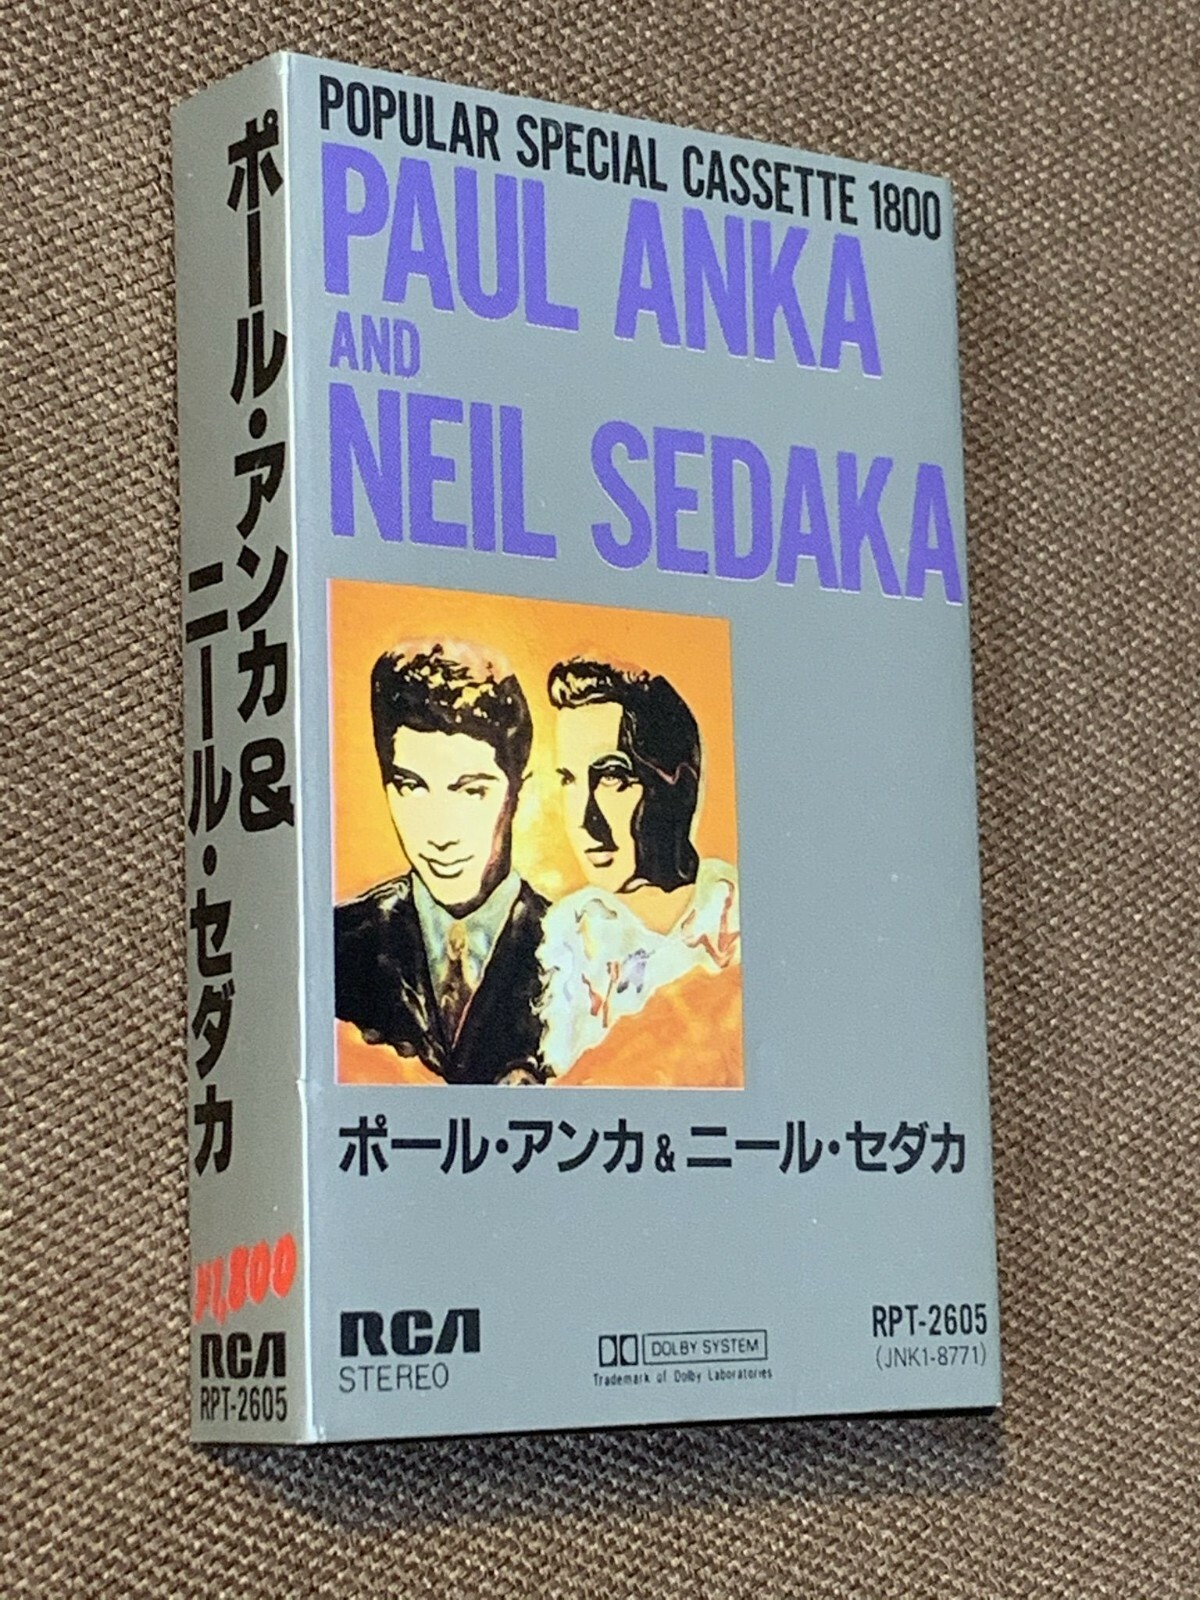 POPULAR SPECIAL CASSETTE 1800
PAUL ANKA
AND
NEIL SEDAKA
ポール・アンカ&ニール・セダカ
RCA
STEREO
DOLBY SYSTEM
Trademark of Dolby Laboratories
RPT-2605
(JNK1-8771)
ポール・アンカ&
ニール・セダカ
¥1,800
RCA
RPT-2605